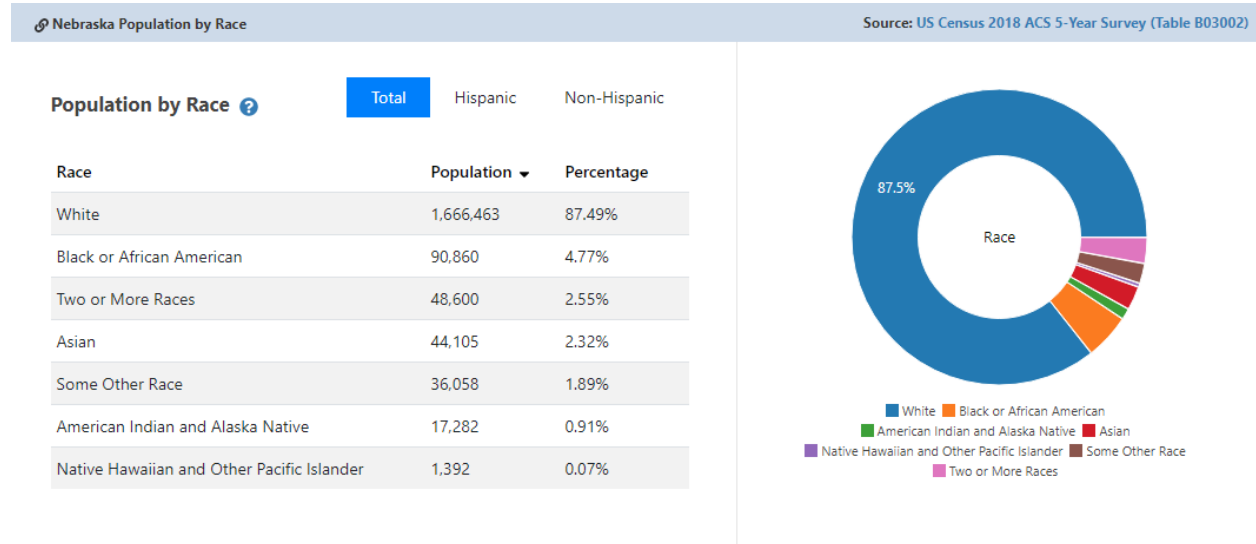 Nebraska Population by Race
Source: US Census 2018 ACS 5-Year Survey (Table B03002)
Population by Race ?
Total Hispanic Non-Hispanic
Race Population Percentage
White 1,666,463 87.49%
Black or African American 90,860 4.77%
Two or More Races 48,600 2.55%
Asian 44,105 2.32%
Some Other Race 36,058 1.89%
American Indian and Alaska Native 17,282 0.91%
Native Hawaiian and Other Pacific Islander 1,392 0.07%
87.5%
Race
White Black or African American
American Indian and Alaska Native Asian
Native Hawaiian and Other Pacific Islander Some Other Race
Two or More Races